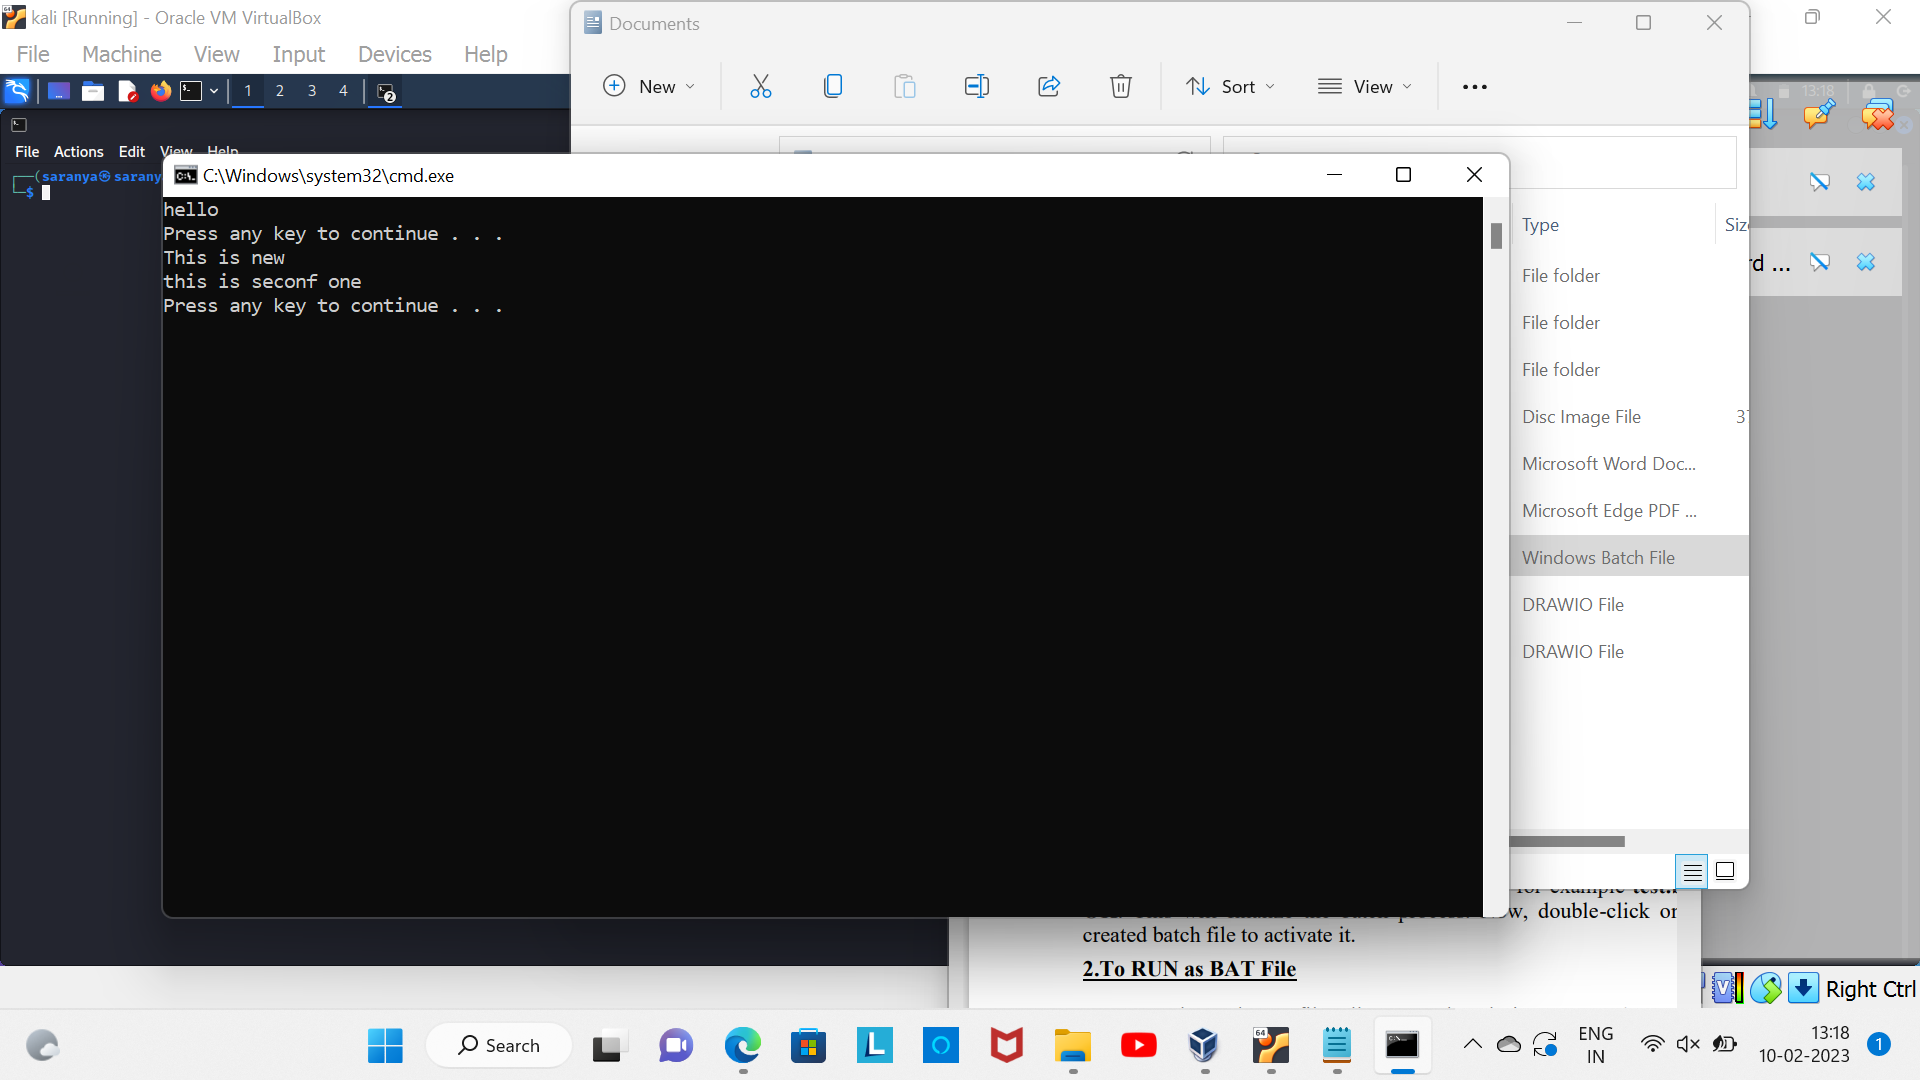 kali [Running] - Oracle VM VirtualBox
File Machine View Input Devices Help
1 2 3 4
File Actions Edit View Help
(saranya㉿sarany
$
Documents
New Sort View
C:\Windows\system32\cmd.exe
hello
Press any key to continue . . .
This is new
this is seconf one
Press any key to continue . . .
13:18
Type
File folder
File folder
File folder
Disc Image File
Microsoft Word Doc...
Microsoft Edge PDF ...
Windows Batch File
DRAWIO File
DRAWIO File
rd ...
for example
double-click or
created batch file to activate it.
2.To RUN as BAT File
Right Ctrl
Search
ENG
IN
13:18
10-02-2023
1